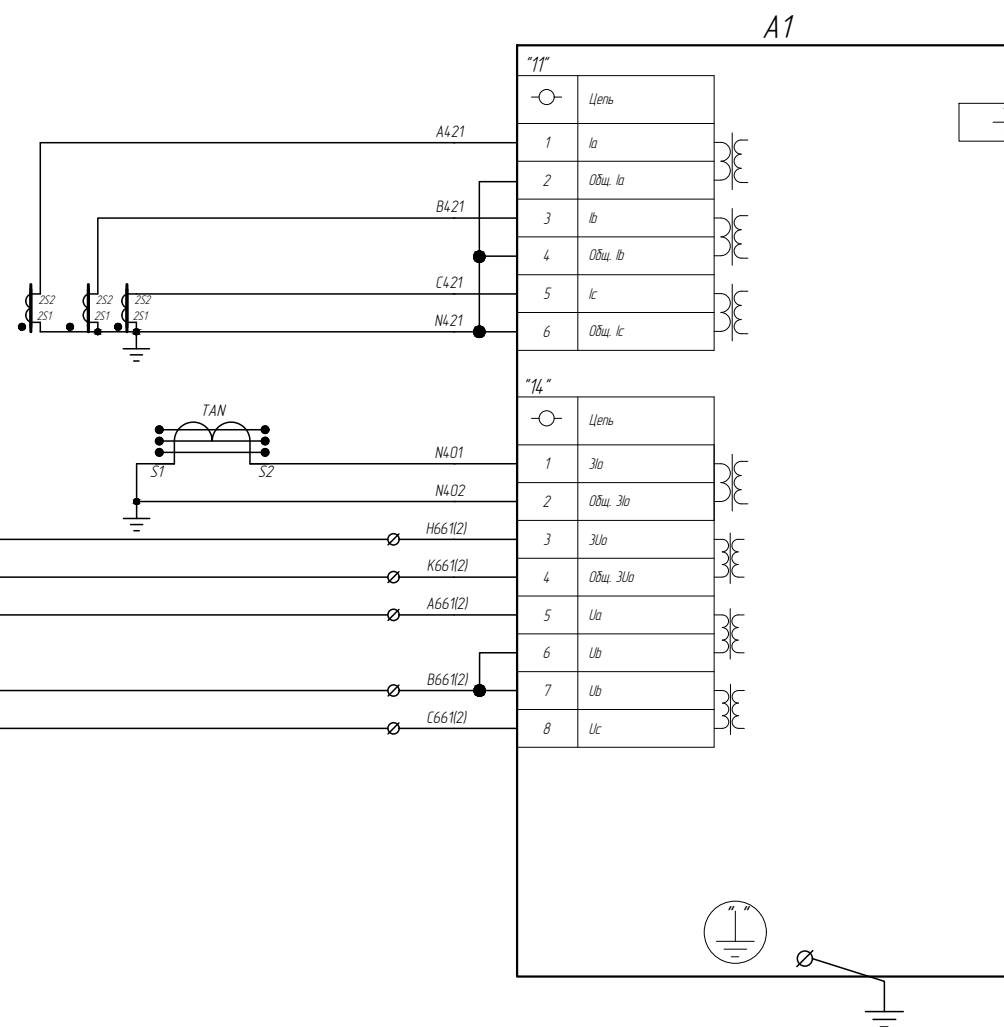 A1
"11"
Цепь
A421
1 Ia
2 Общ. Ia
B421
3 Ib
4 Общ. Ib
C421
5 Ic
N421
6 Общ. Ic
2S2 2S2 2S2
2S1 2S1 2S1
"14"
Цепь
TAN
S1 S2
N401
1 3Io
N402
2 Общ. 3Io
H661(2)
3 3Uo
K661(2)
4 Общ. 3Uo
A661(2)
5 Ua
6 Ub
B661(2)
7 Ub
C661(2)
8 Uc
" "